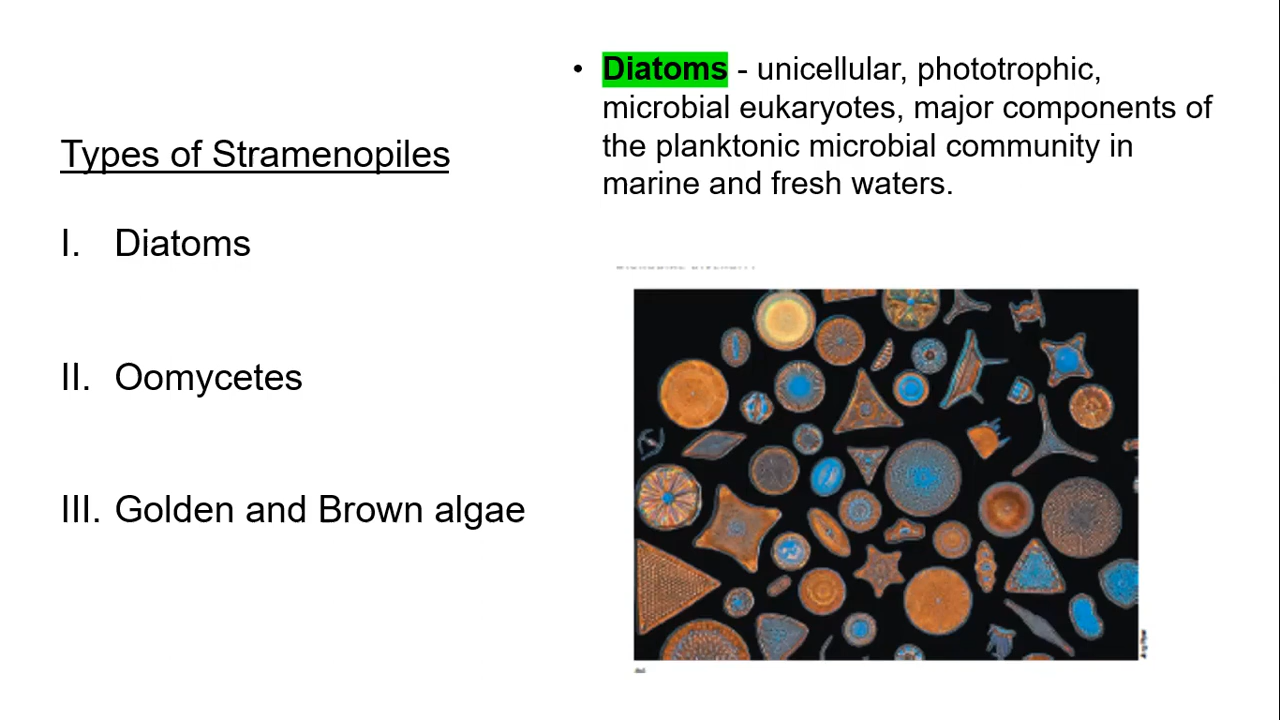 Types of Stramenopiles
I. Diatoms
II. Oomycetes
III. Golden and Brown algae
• Diatoms - unicellular, phototrophic,
microbial eukaryotes, major components of
the planktonic microbial community in
marine and fresh waters.